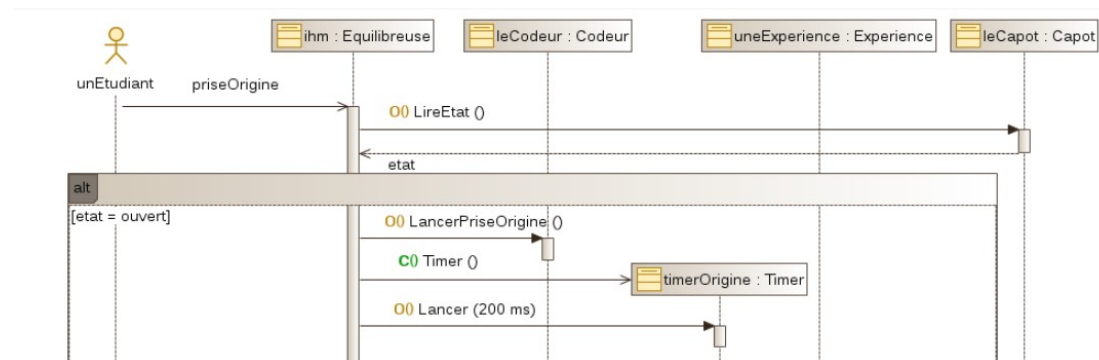 ihm : Equilibreuse
leCodeur : Codeur
uneExperience : Experience
leCapot : Capot
unEtudiant
priseOrigine
O() LireEtat ()
etat
alt
[etat = ouvert]
O() LancerPriseOrigine ()
C() Timer ()
timerOrigine : Timer
O() Lancer (200 ms)